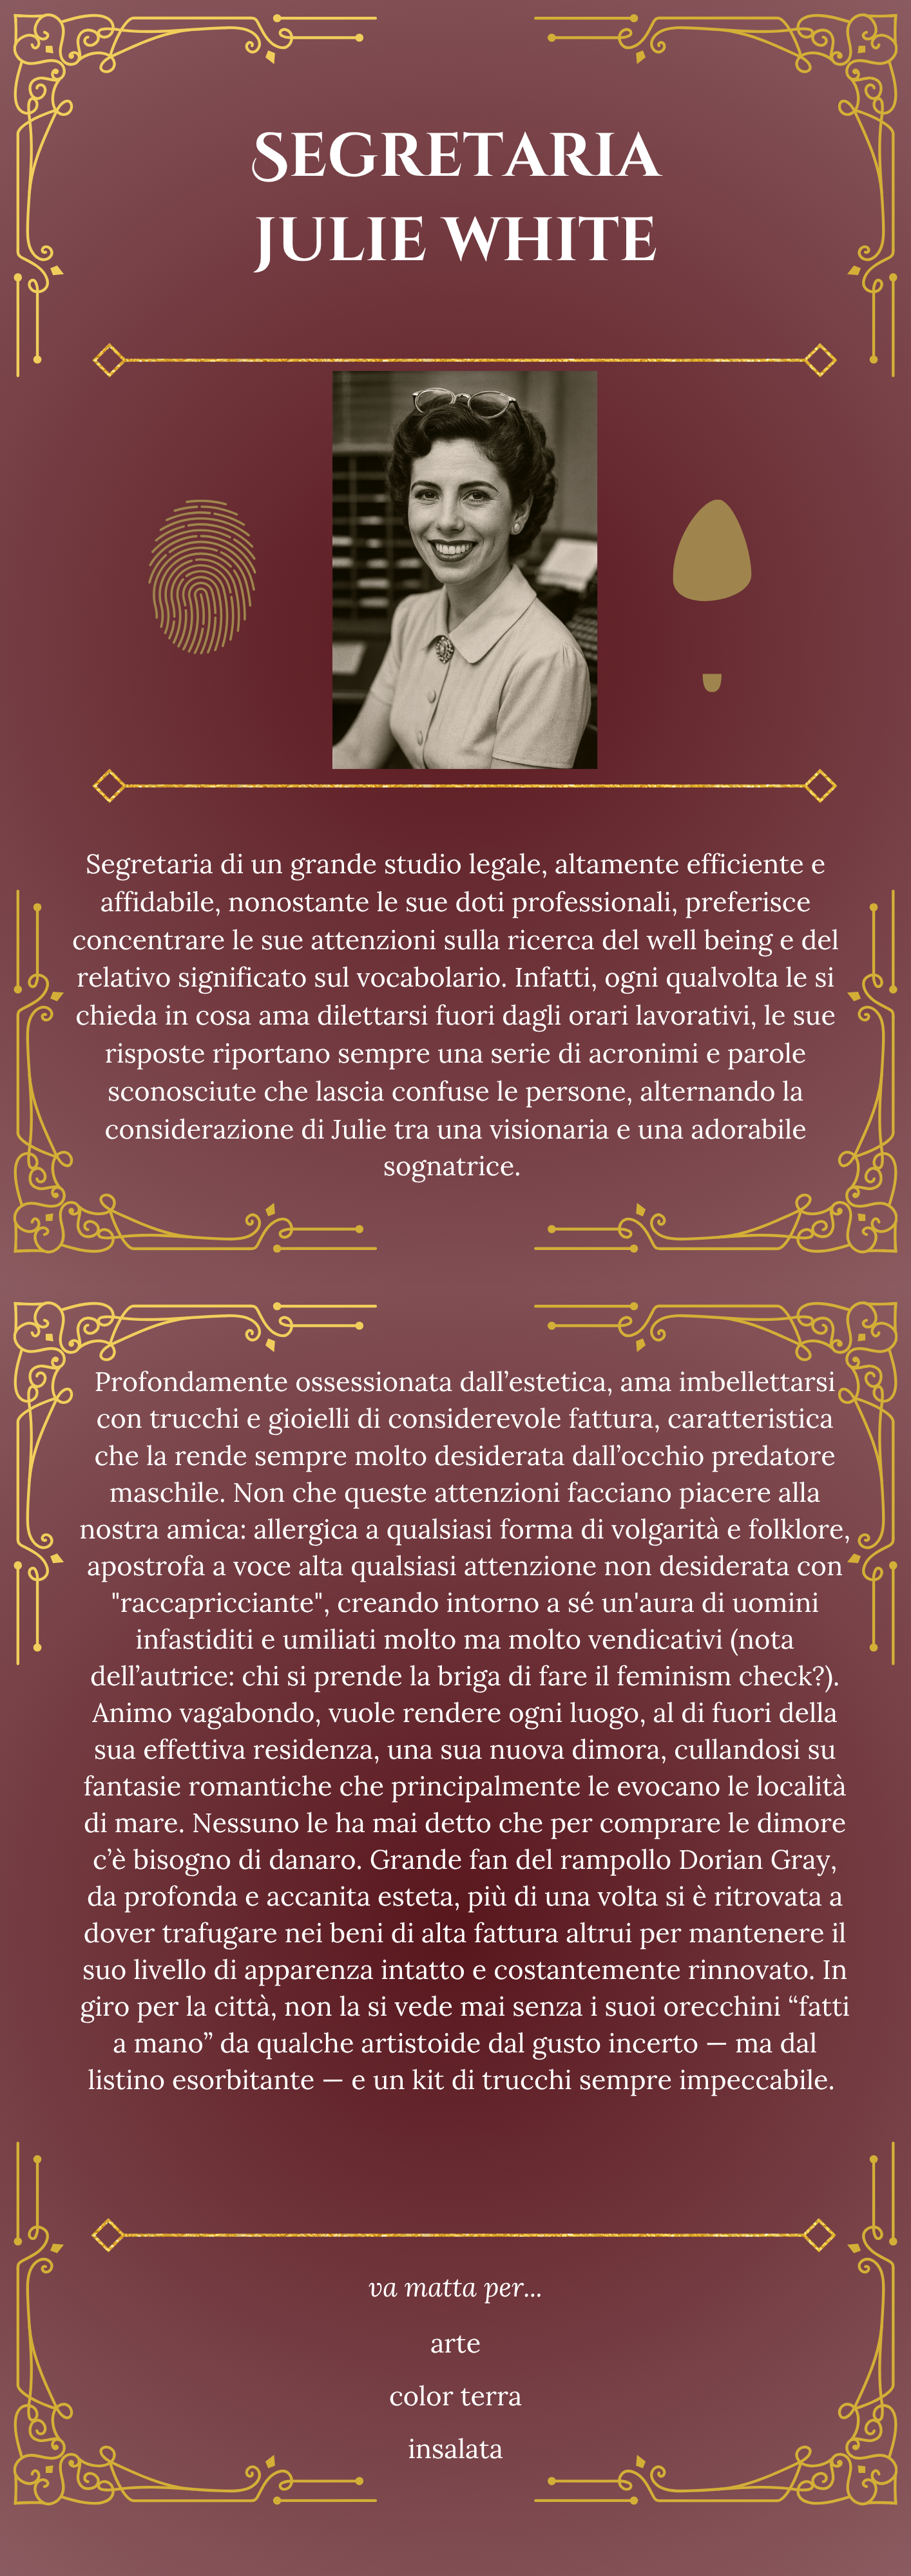 Segretaria
Julie White
Segretaria di un grande studio legale, altamente efficiente e
affidabile, nonostante le sue doti professionali, preferisce
concentrare le sue attenzioni sulla ricerca del well being e del
relativo significato sul vocabolario. Infatti, ogni qualvolta le si
chieda in cosa ama dilettarsi fuori dagli orari lavorativi, le sue
risposte riportano sempre una serie di acronimi e parole
sconosciute che lascia confuse le persone, alternando la
considerazione di Julie tra una visionaria e una adorabile
sognatrice.
Profondamente ossessionata dall’estetica, ama imbellettarsi
con trucchi e gioielli di considerevole fattura, caratteristica
che la rende sempre molto desiderata dall’occhio predatore
maschile. Non che queste attenzioni facciano piacere alla
nostra amica: allergica a qualsiasi forma di volgarità e folklore,
apostrofa a voce alta qualsiasi attenzione non desiderata con
"raccapricciante", creando intorno a sé un'aura di uomini
infastiditi e umiliati molto ma molto vendicativi (nota
dell’autrice: chi si prende la briga di fare il feminism check?).
Animo vagabondo, vuole rendere ogni luogo, al di fuori della
sua effettiva residenza, una sua nuova dimora, cullandosi su
fantasie romantiche che principalmente le evocano le località
di mare. Nessuno le ha mai detto che per comprare le dimore
c’è bisogno di danaro. Grande fan del rampollo Dorian Gray,
da profonda e accanita esteta, più di una volta si è ritrovata a
dover trafugare nei beni di alta fattura altrui per mantenere il
suo livello di apparenza intatto e costantemente rinnovato. In
giro per la città, non la si vede mai senza i suoi orecchini “fatti
a mano” da qualche artistoide dal gusto incerto — ma dal
listino esorbitante — e un kit di trucchi sempre impeccabile.
va matta per...
arte
color terra
insalata